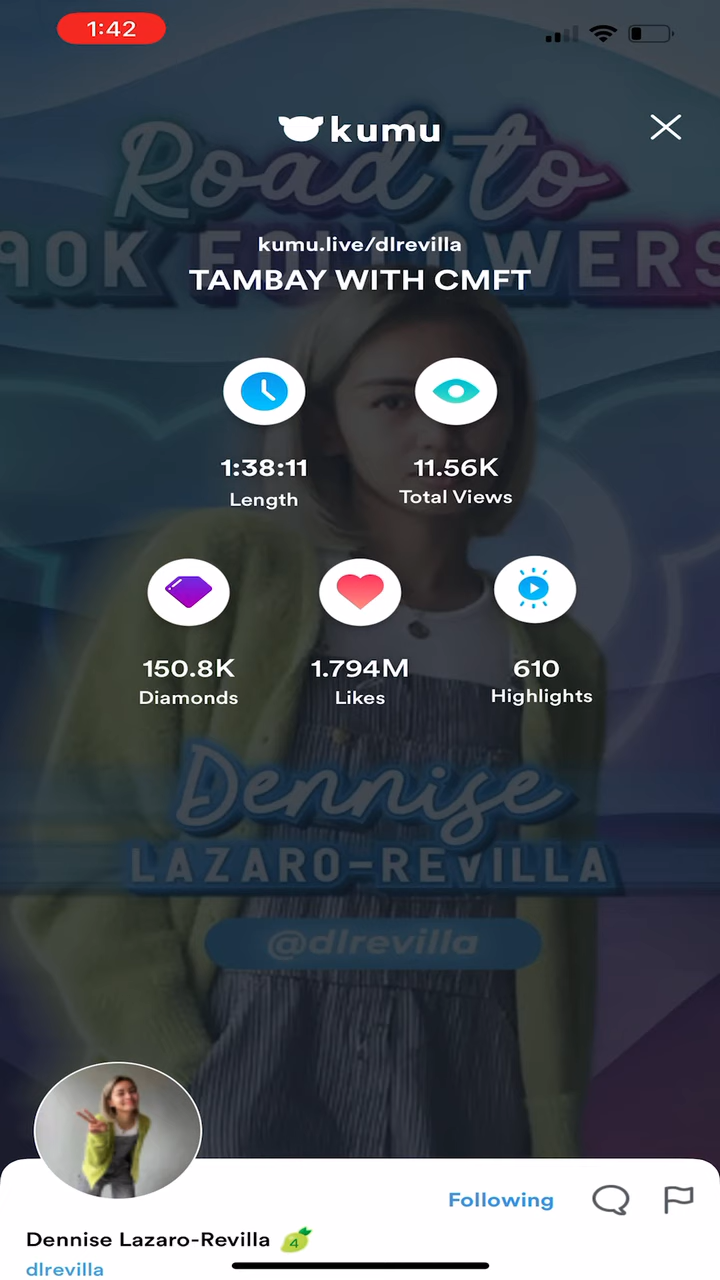 1:42
kumu
Road to
90K FOLLOWERS
kumu.live/dlrevilla
TAMBAY WITH CMFT
1:38:11
Length
11.56K
Total Views
150.8K
Diamonds
1.794M
Likes
610
Highlights
Dennise
LAZARO-REVILLA
@dlrevilla
Following
Dennise Lazaro-Revilla
4
dlrevilla